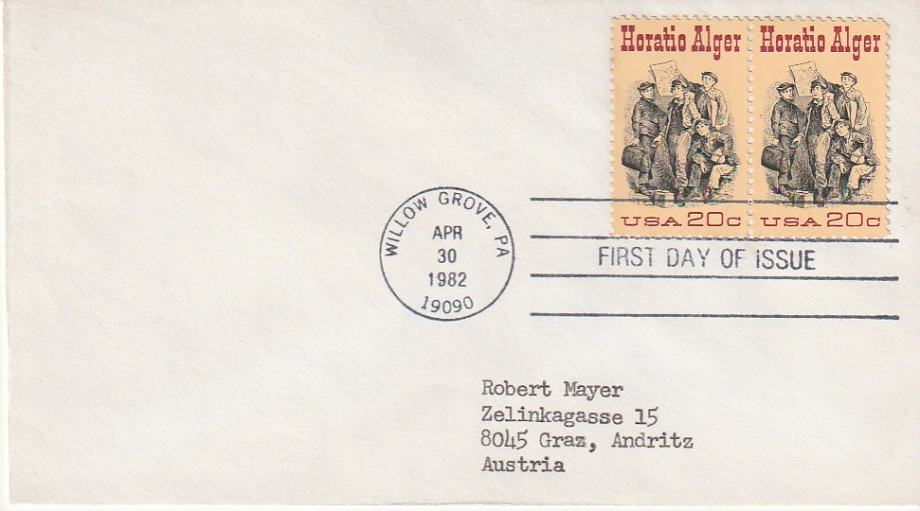 Horatio Alger Horatio Alger
USA 20c USA 20c
WILLOW GROVE, PA
APR
30
1982
19090
FIRST DAY OF ISSUE
Robert Mayer
Zelinkagasse 15
8045 Graz, Andritz
Austria